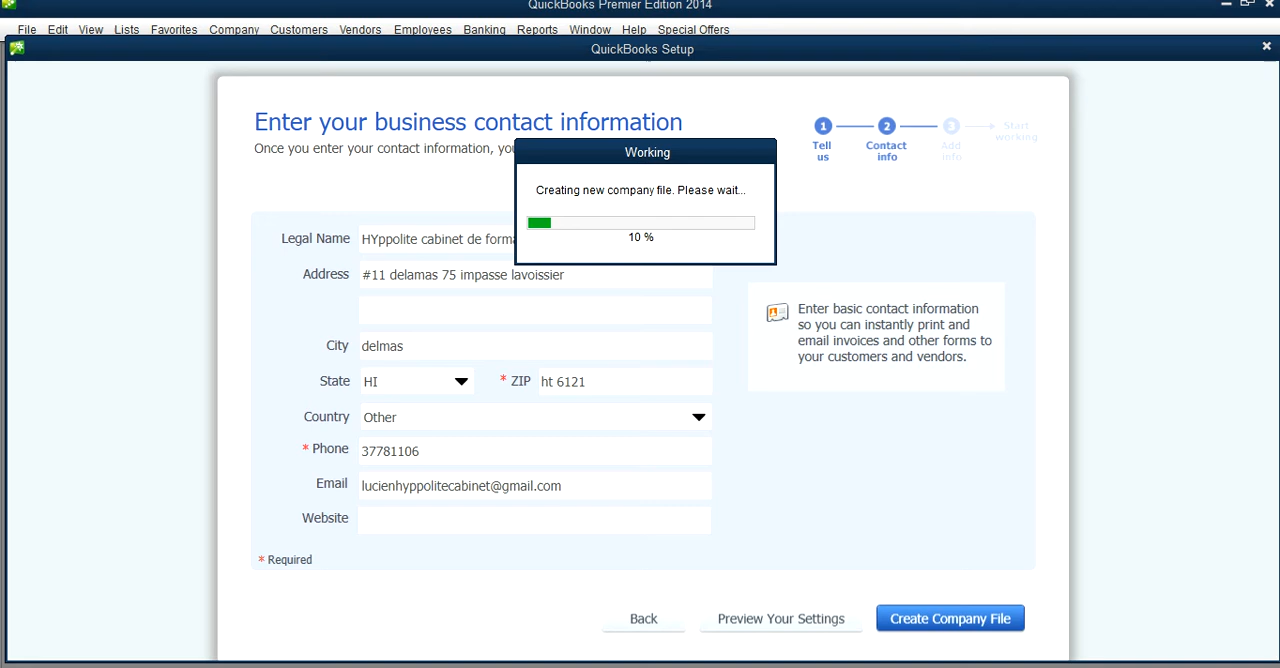 QuickBooks Premier Edition 2014
File Edit View Lists Favorites Company Customers Vendors Employees Banking Reports Window Help Special Offers
QuickBooks Setup
Enter your business contact information
Once you enter your contact information, you
1 2 3 Start working
Tell us
Contact info
Add info
Working
Creating new company file. Please wait...
10 %
Legal Name HYppolite cabinet de forma
Address #11 delamas 75 impasse lavoissier
City delmas
State HI * ZIP ht 6121
Country Other
* Phone 37781106
Email lucienhyppolitecabinet@gmail.com
Website
* Required
Enter basic contact information
so you can instantly print and
email invoices and other forms to
your customers and vendors.
Back Preview Your Settings Create Company File